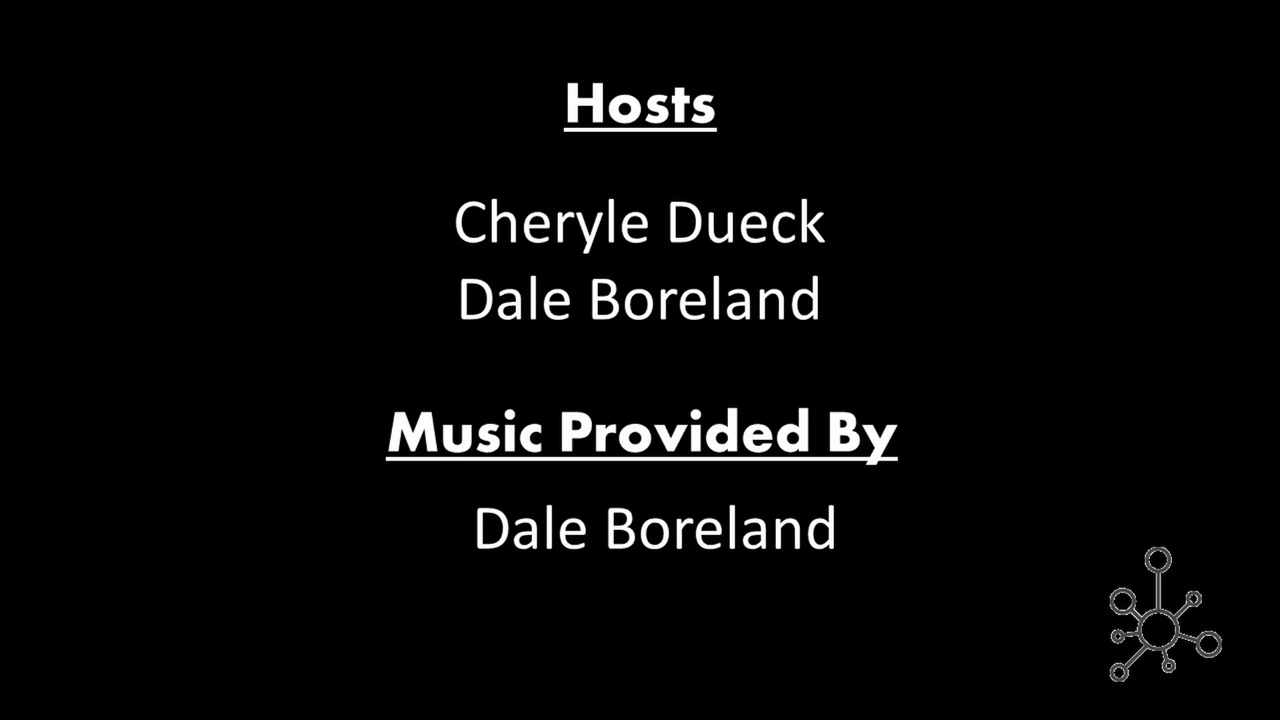 Hosts
Cheryle Dueck
Dale Boreland
Music Provided By
Dale Boreland